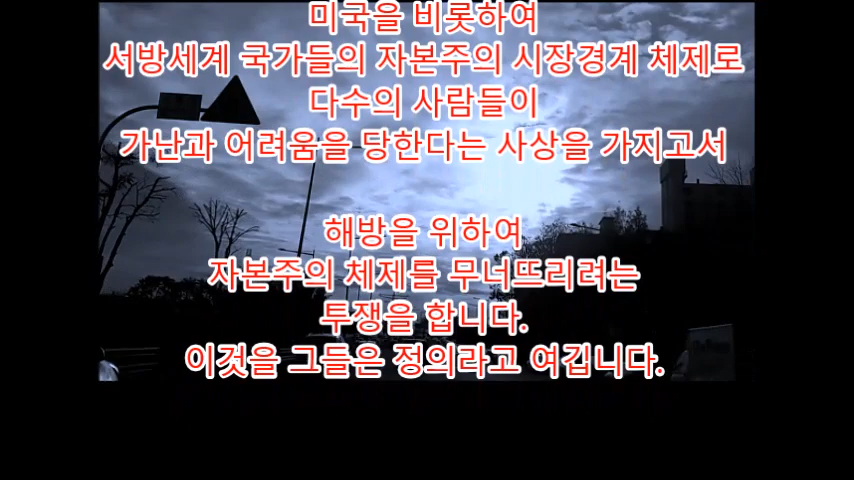 미국을 비롯하여
서방세계 국가들의 자본주의 시장경계 체제로
다수의 사람들이
가난과 어려움을 당한다는 사상을 가지고서
해방을 위하여
자본주의 체제를 무너뜨리려는
투쟁을 합니다.
이것을 그들은 정의라고 여깁니다.